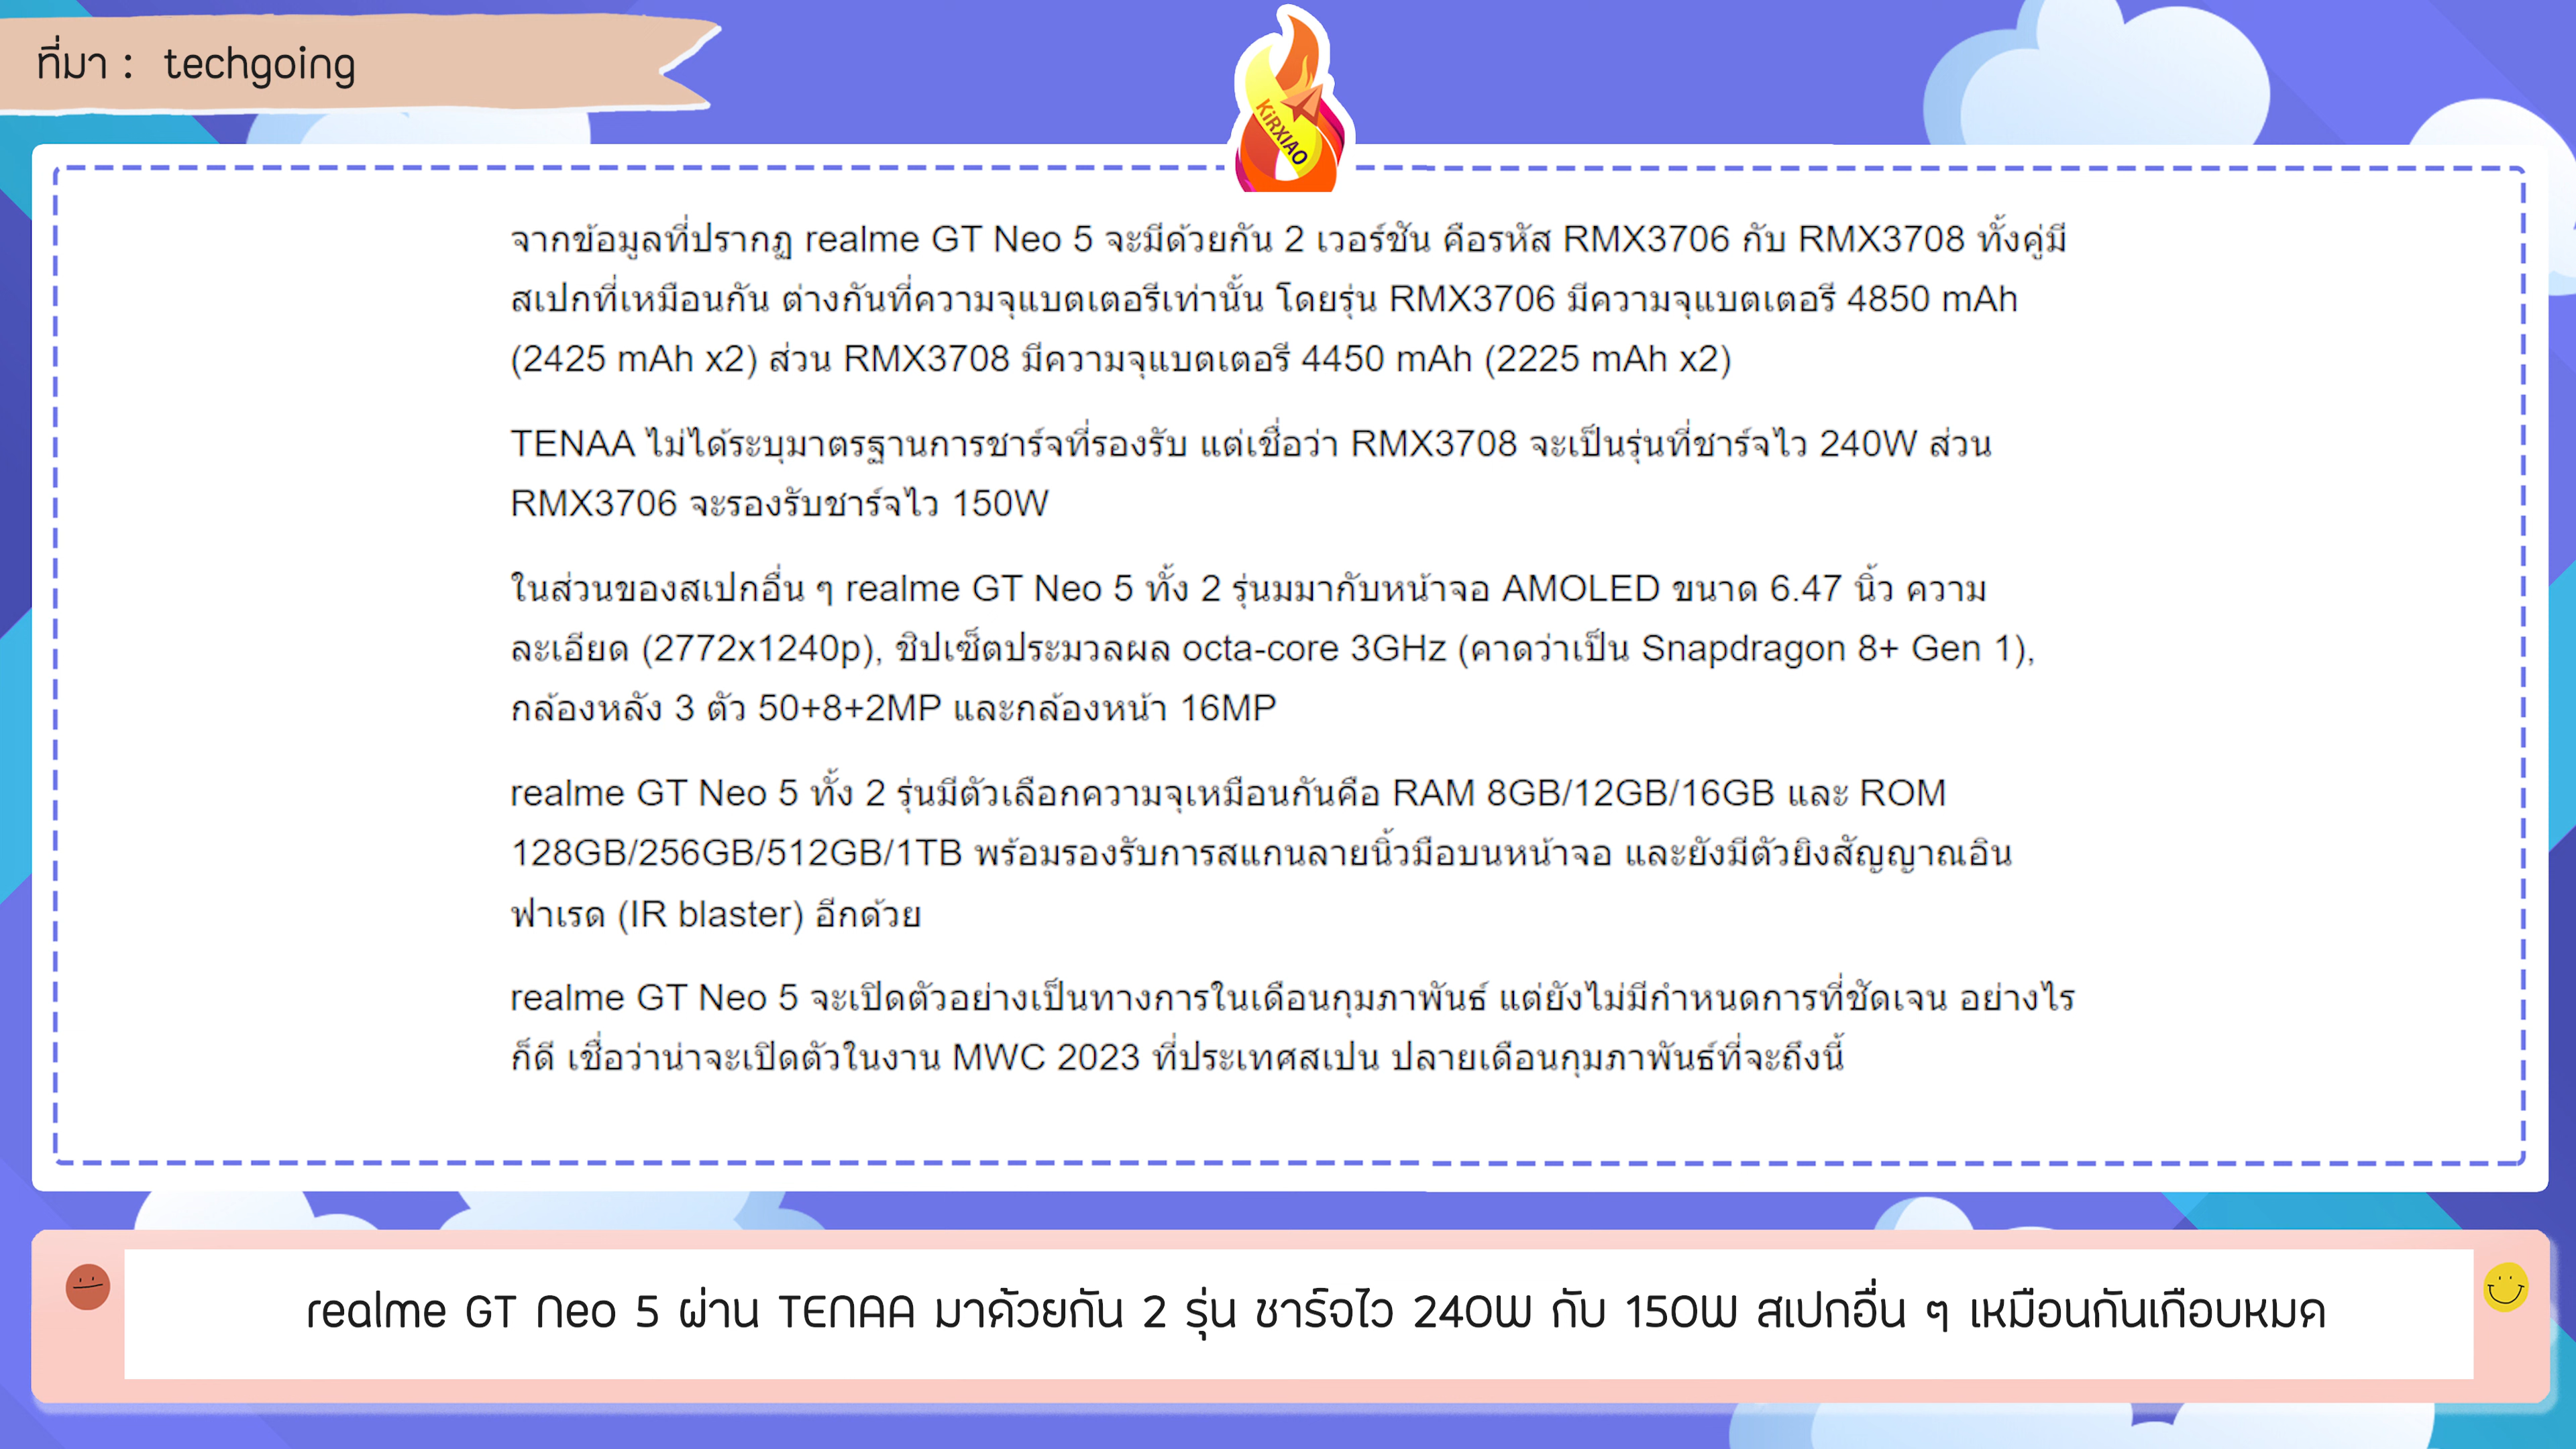 ที่มา : techgoing
KiRXIAO
จากข้อมูลที่ปรากฏ realme GT Neo 5 จะมีด้วยกัน 2 เวอร์ชัน คือรหัส RMX3706 กับ RMX3708 ทั้งคู่มี
สเปกที่เหมือนกัน ต่างกันที่ความจุแบตเตอรีเท่านั้น โดยรุ่น RMX3706 มีความจุแบตเตอรี 4850 mAh
(2425 mAh x2) ส่วน RMX3708 มีความจุแบตเตอรี 4450 mAh (2225 mAh x2)
TENAA ไม่ได้ระบุมาตรฐานการชาร์จที่รองรับ แต่เชื่อว่า RMX3708 จะเป็นรุ่นที่ชาร์จไว 240W ส่วน
RMX3706 จะรองรับชาร์จไว 150W
ในส่วนของสเปกอื่น ๆ realme GT Neo 5 ทั้ง 2 รุ่นมมากับหน้าจอ AMOLED ขนาด 6.47 นิ้ว ความ
ละเอียด (2772x1240p), ชิปเซ็ตประมวลผล octa-core 3GHz (คาดว่าเป็น Snapdragon 8+ Gen 1),
กล้องหลัง 3 ตัว 50+8+2MP และกล้องหน้า 16MP
realme GT Neo 5 ทั้ง 2 รุ่นมีตัวเลือกความจุเหมือนกันคือ RAM 8GB/12GB/16GB และ ROM
128GB/256GB/512GB/1TB พร้อมรองรับการสแกนลายนิ้วมือบนหน้าจอ และยังมีตัวยิงสัญญาณอิน
ฟาเรด (IR blaster) อีกด้วย
realme GT Neo 5 จะเปิดตัวอย่างเป็นทางการในเดือนกุมภาพันธ์ แต่ยังไม่มีกำหนดการที่ชัดเจน อย่างไร
ก็ดี เชื่อว่าน่าจะเปิดตัวในงาน MWC 2023 ที่ประเทศสเปน ปลายเดือนกุมภาพันธ์ที่จะถึงนี้
realme GT Neo 5 ผ่าน TENAA มาด้วยกัน 2 รุ่น ชาร์จไว 240W กับ 150W สเปกอื่น ๆ เหมือนกันเกือบหมด